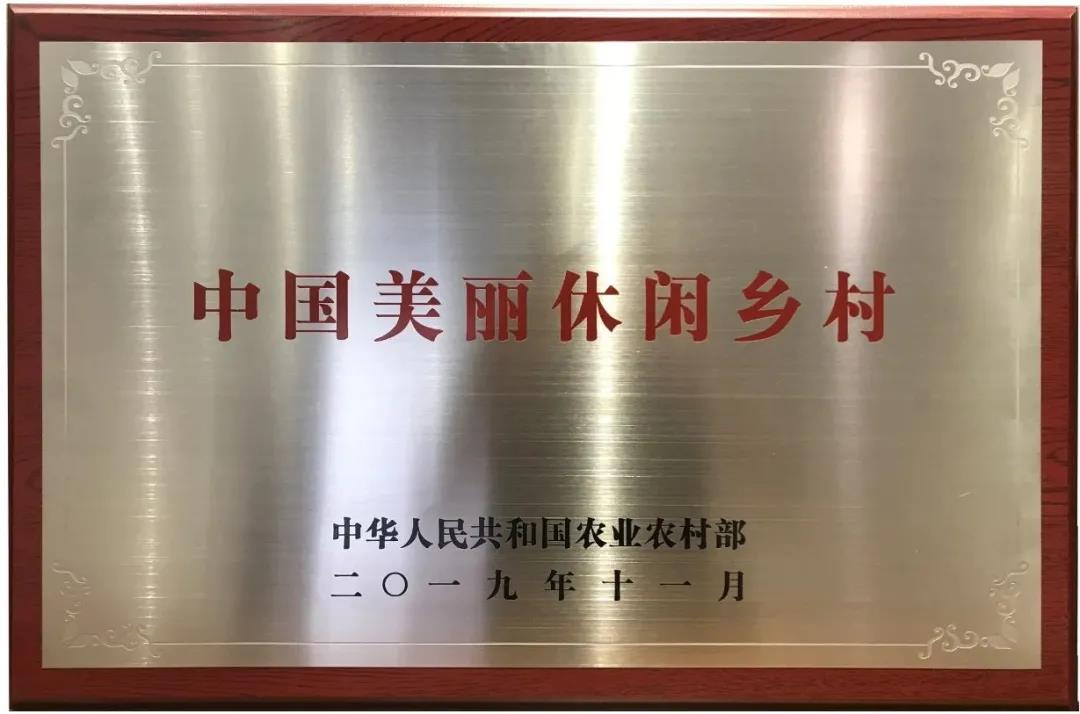 中国美丽休闲乡村
中华人民共和国农业农村部
二〇一九年十一月